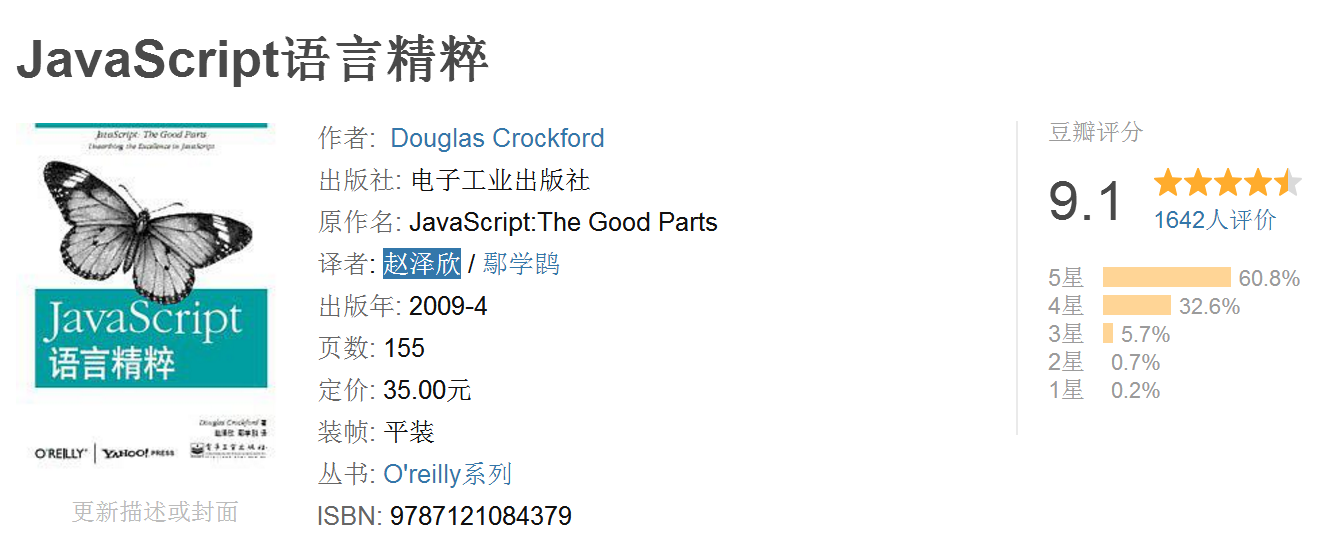 JavaScript语言精粹
JavaScript: The Good Parts
Unearthing the Excellence in JavaScript
JavaScript
语言精粹
Douglas Crockford 著
赵泽欣 鄢学鹍 译
O'REILLY® YAHOO! PRESS 电子工业出版社
更新描述或封面
作者: Douglas Crockford
出版社: 电子工业出版社
原作名: JavaScript:The Good Parts
译者: 赵泽欣 / 鄢学鹍
出版年: 2009-4
页数: 155
定价: 35.00元
装帧: 平装
丛书: O'reilly系列
ISBN: 9787121084379
豆瓣评分
9.1
1642人评价
5星 60.8%
4星 32.6%
3星 5.7%
2星 0.7%
1星 0.2%